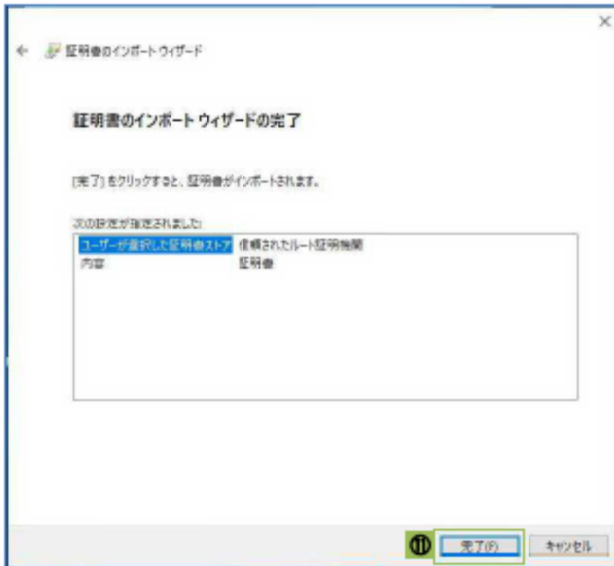 証明書のインポート ウィザード
証明書のインポート ウィザードの完了
[完了] をクリックすると、証明書がインポートされます。
次の設定が指定されました:
ユーザーが選択した証明書ストア 信頼されたルート証明機関
内容 証明書
⑪ 完了(F) キャンセル